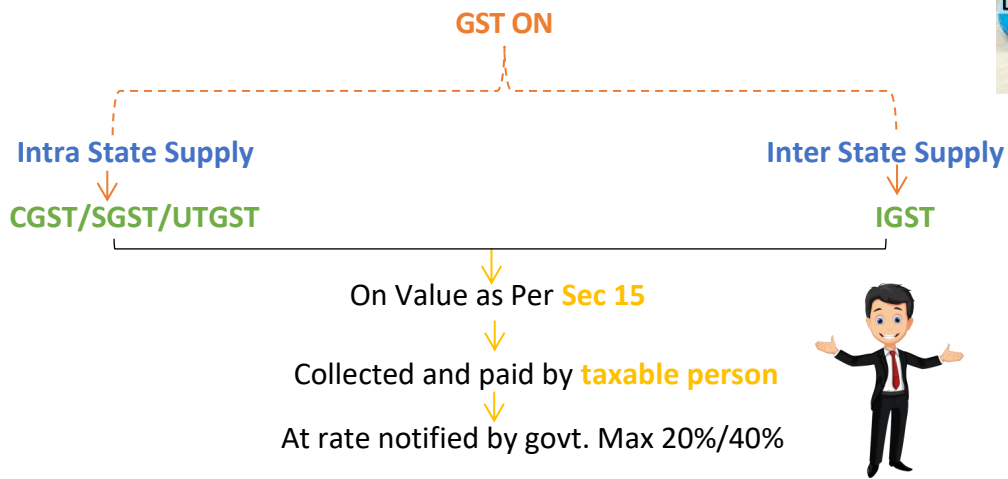 GST ON
Intra State Supply
Inter State Supply
CGST/SGST/UTGST
IGST
On Value as Per Sec 15
Collected and paid by taxable person
At rate notified by govt. Max 20%/40%